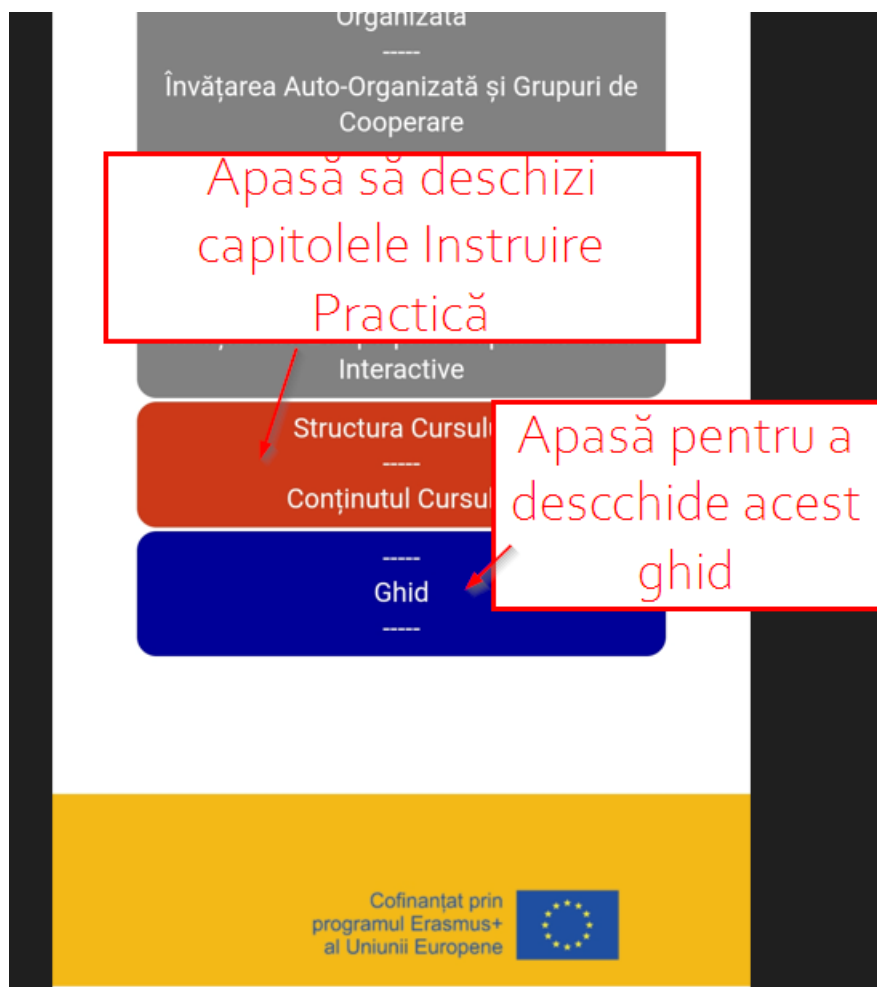 Organizată
-----
Învățarea Auto-Organizată și Grupuri de
Cooperare
Apasă să deschizi
capitolele Instruire
Practică
Interactive
Structura Cursulu
-----
Conținutul Cursul
Apasă pentru a
descchide acest
ghid
-----
Ghid
-----
Cofinanțat prin
programul Erasmus+
al Uniunii Europene